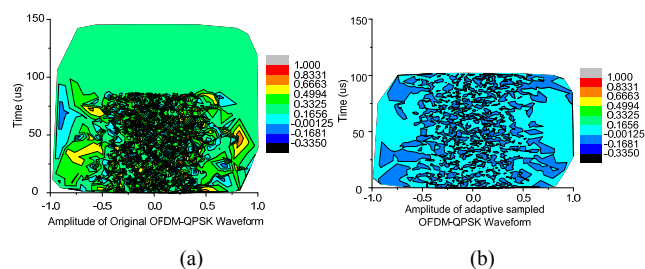 150
100
50
0
Time (us)
-1.0 -0.5 0.0 0.5 1.0
Amplitude of Original OFDM-QPSK Waveform
1.000
0.8331
0.6663
0.4994
0.3325
0.1656
-0.00125
-0.1681
-0.3350
(a)
150
100
50
0
Time (us)
-1.0 -0.5 0.0 0.5 1.0
Amplitude of adaptive sampled
OFDM-QPSK Waveform
1.000
0.8331
0.6663
0.4994
0.3325
0.1656
-0.00125
-0.1681
-0.3350
(b)